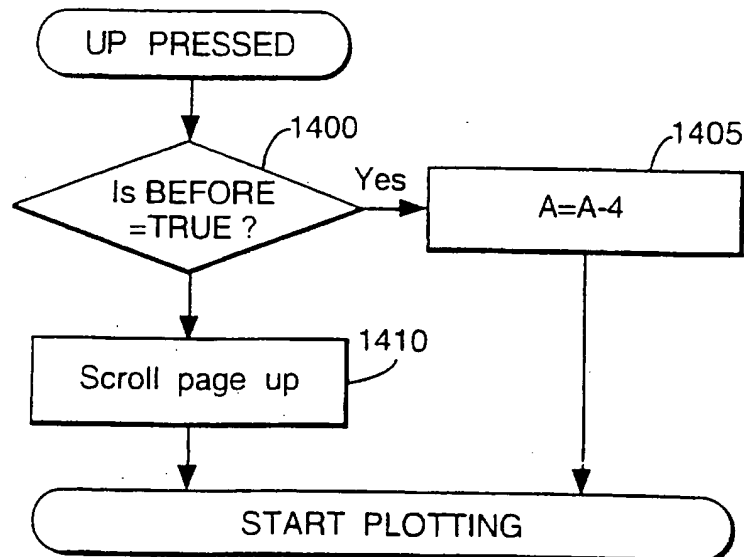 UP PRESSED
1400
Is BEFORE
=TRUE ?
Yes
1405
A=A-4
1410
Scroll page up
START PLOTTING